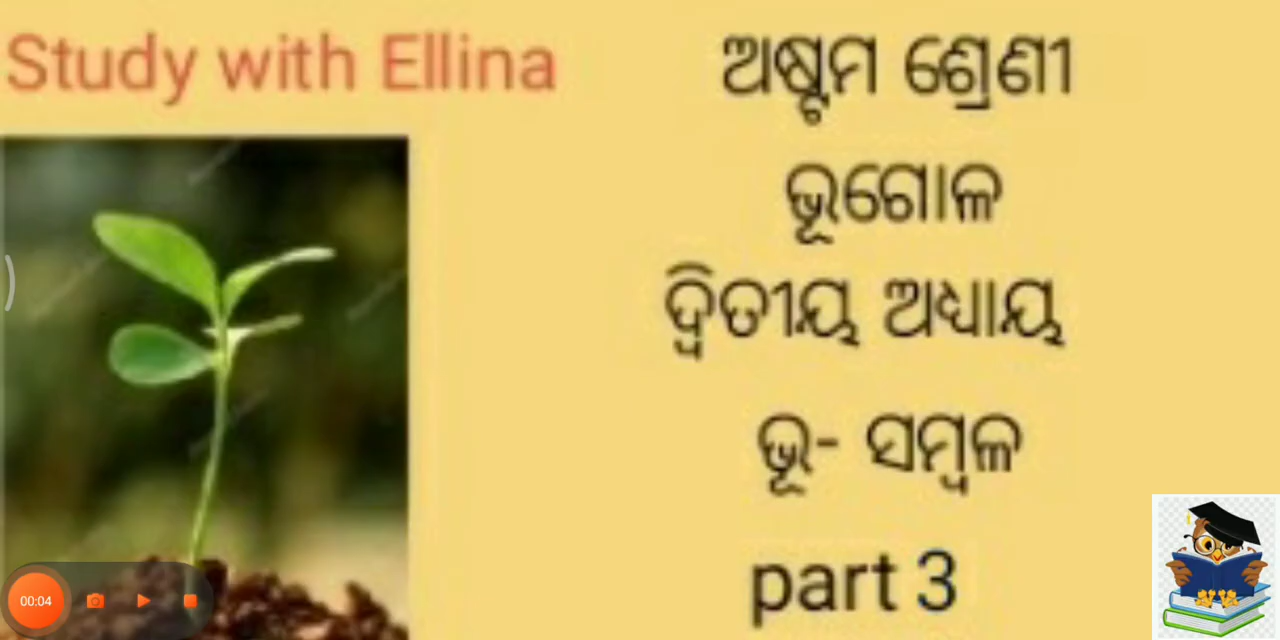 Study with Ellina
ଅଷ୍ଟମ ଶ୍ରେଣୀ
ଭୂଗୋଳ
ଦ୍ଵିତୀୟ ଅଧ୍ୟାୟ
ଭୂ- ସମ୍ବଳ
part 3
00:04